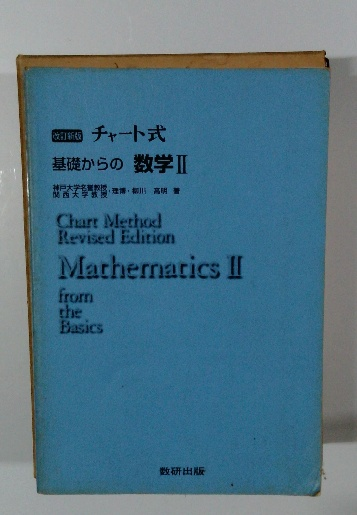 改訂新版 チャート式
基礎からの 数学Ⅱ
神戸大学名誉教授
関西大学教授 ・理博・柳川 高明 著
Chart Method
Revised Edition
Mathematics Ⅱ
from
the
Basics
数研出版